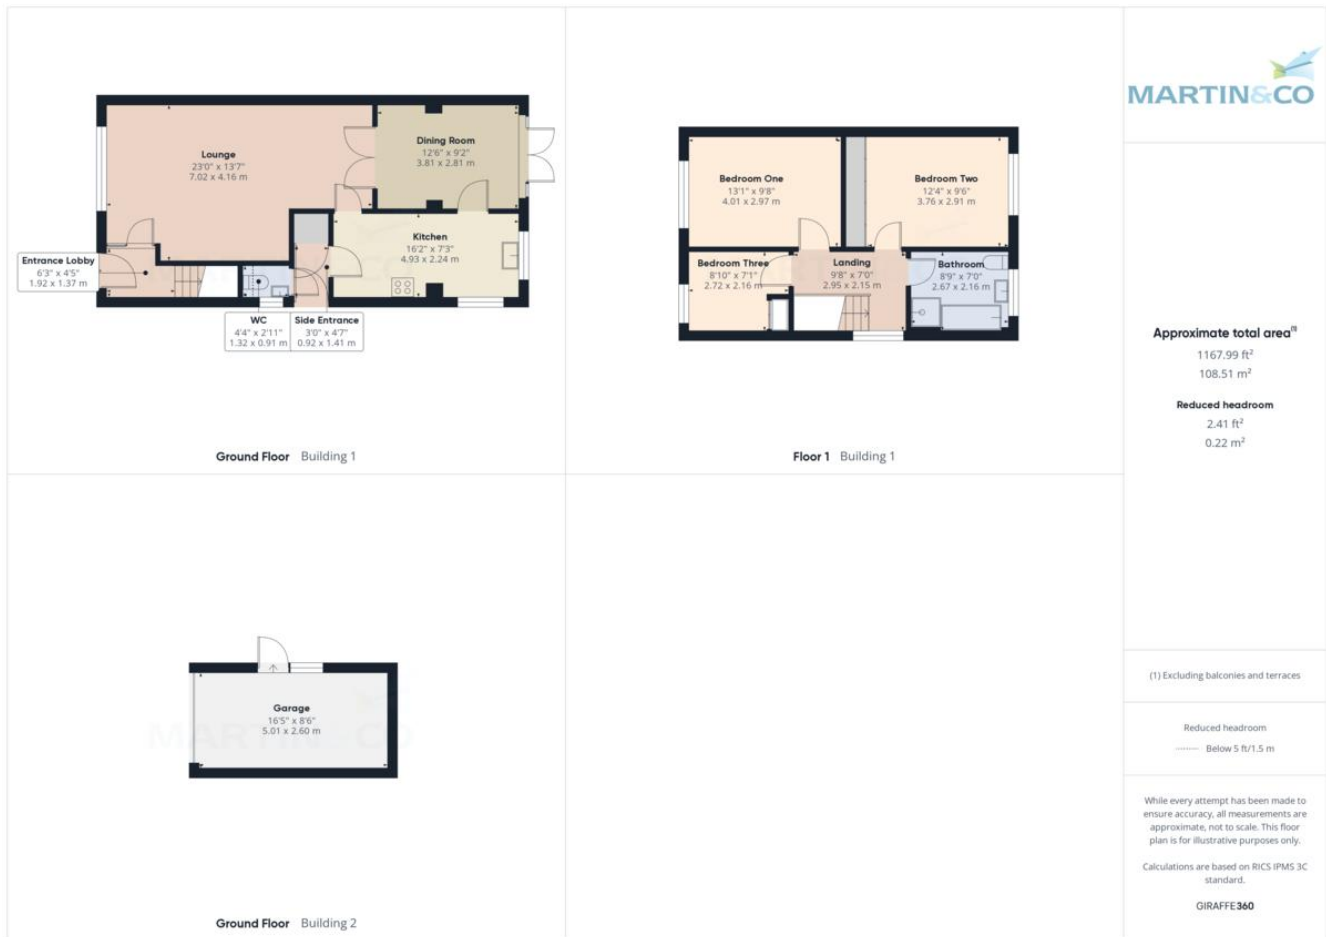 Lounge
23'0" x 13'7"
7.02 x 4.16 m
Dining Room
12'6" x 9'2"
3.81 x 2.81 m
Kitchen
16'2" x 7'3"
4.93 x 2.24 m
Entrance Lobby
6'3" x 4'5"
1.92 x 1.37 m
WC
4'4" x 2'11"
1.32 x 0.91 m
Side Entrance
3'0" x 4'7"
0.92 x 1.41 m
Ground Floor Building 1
Bedroom One
13'1" x 9'8"
4.01 x 2.97 m
Bedroom Two
12'4" x 9'6"
3.76 x 2.91 m
Bedroom Three
8'10" x 7'1"
2.72 x 2.16 m
Landing
9'8" x 7'0"
2.95 x 2.15 m
Bathroom
8'9" x 7'0"
2.67 x 2.16 m
Floor 1 Building 1
MARTIN&CO
Garage
16'5" x 8'6"
5.01 x 2.60 m
Ground Floor Building 2
MARTIN&CO
Approximate total area(1)
1167.99 ft²
108.51 m²
Reduced headroom
2.41 ft²
0.22 m²
(1) Excluding balconies and terraces
Reduced headroom
Below 5 ft/1.5 m
While every attempt has been made to
ensure accuracy, all measurements are
approximate, not to scale. This floor
plan is for illustrative purposes only.
Calculations are based on RICS IPMS 3C
standard.
GIRAFFE360